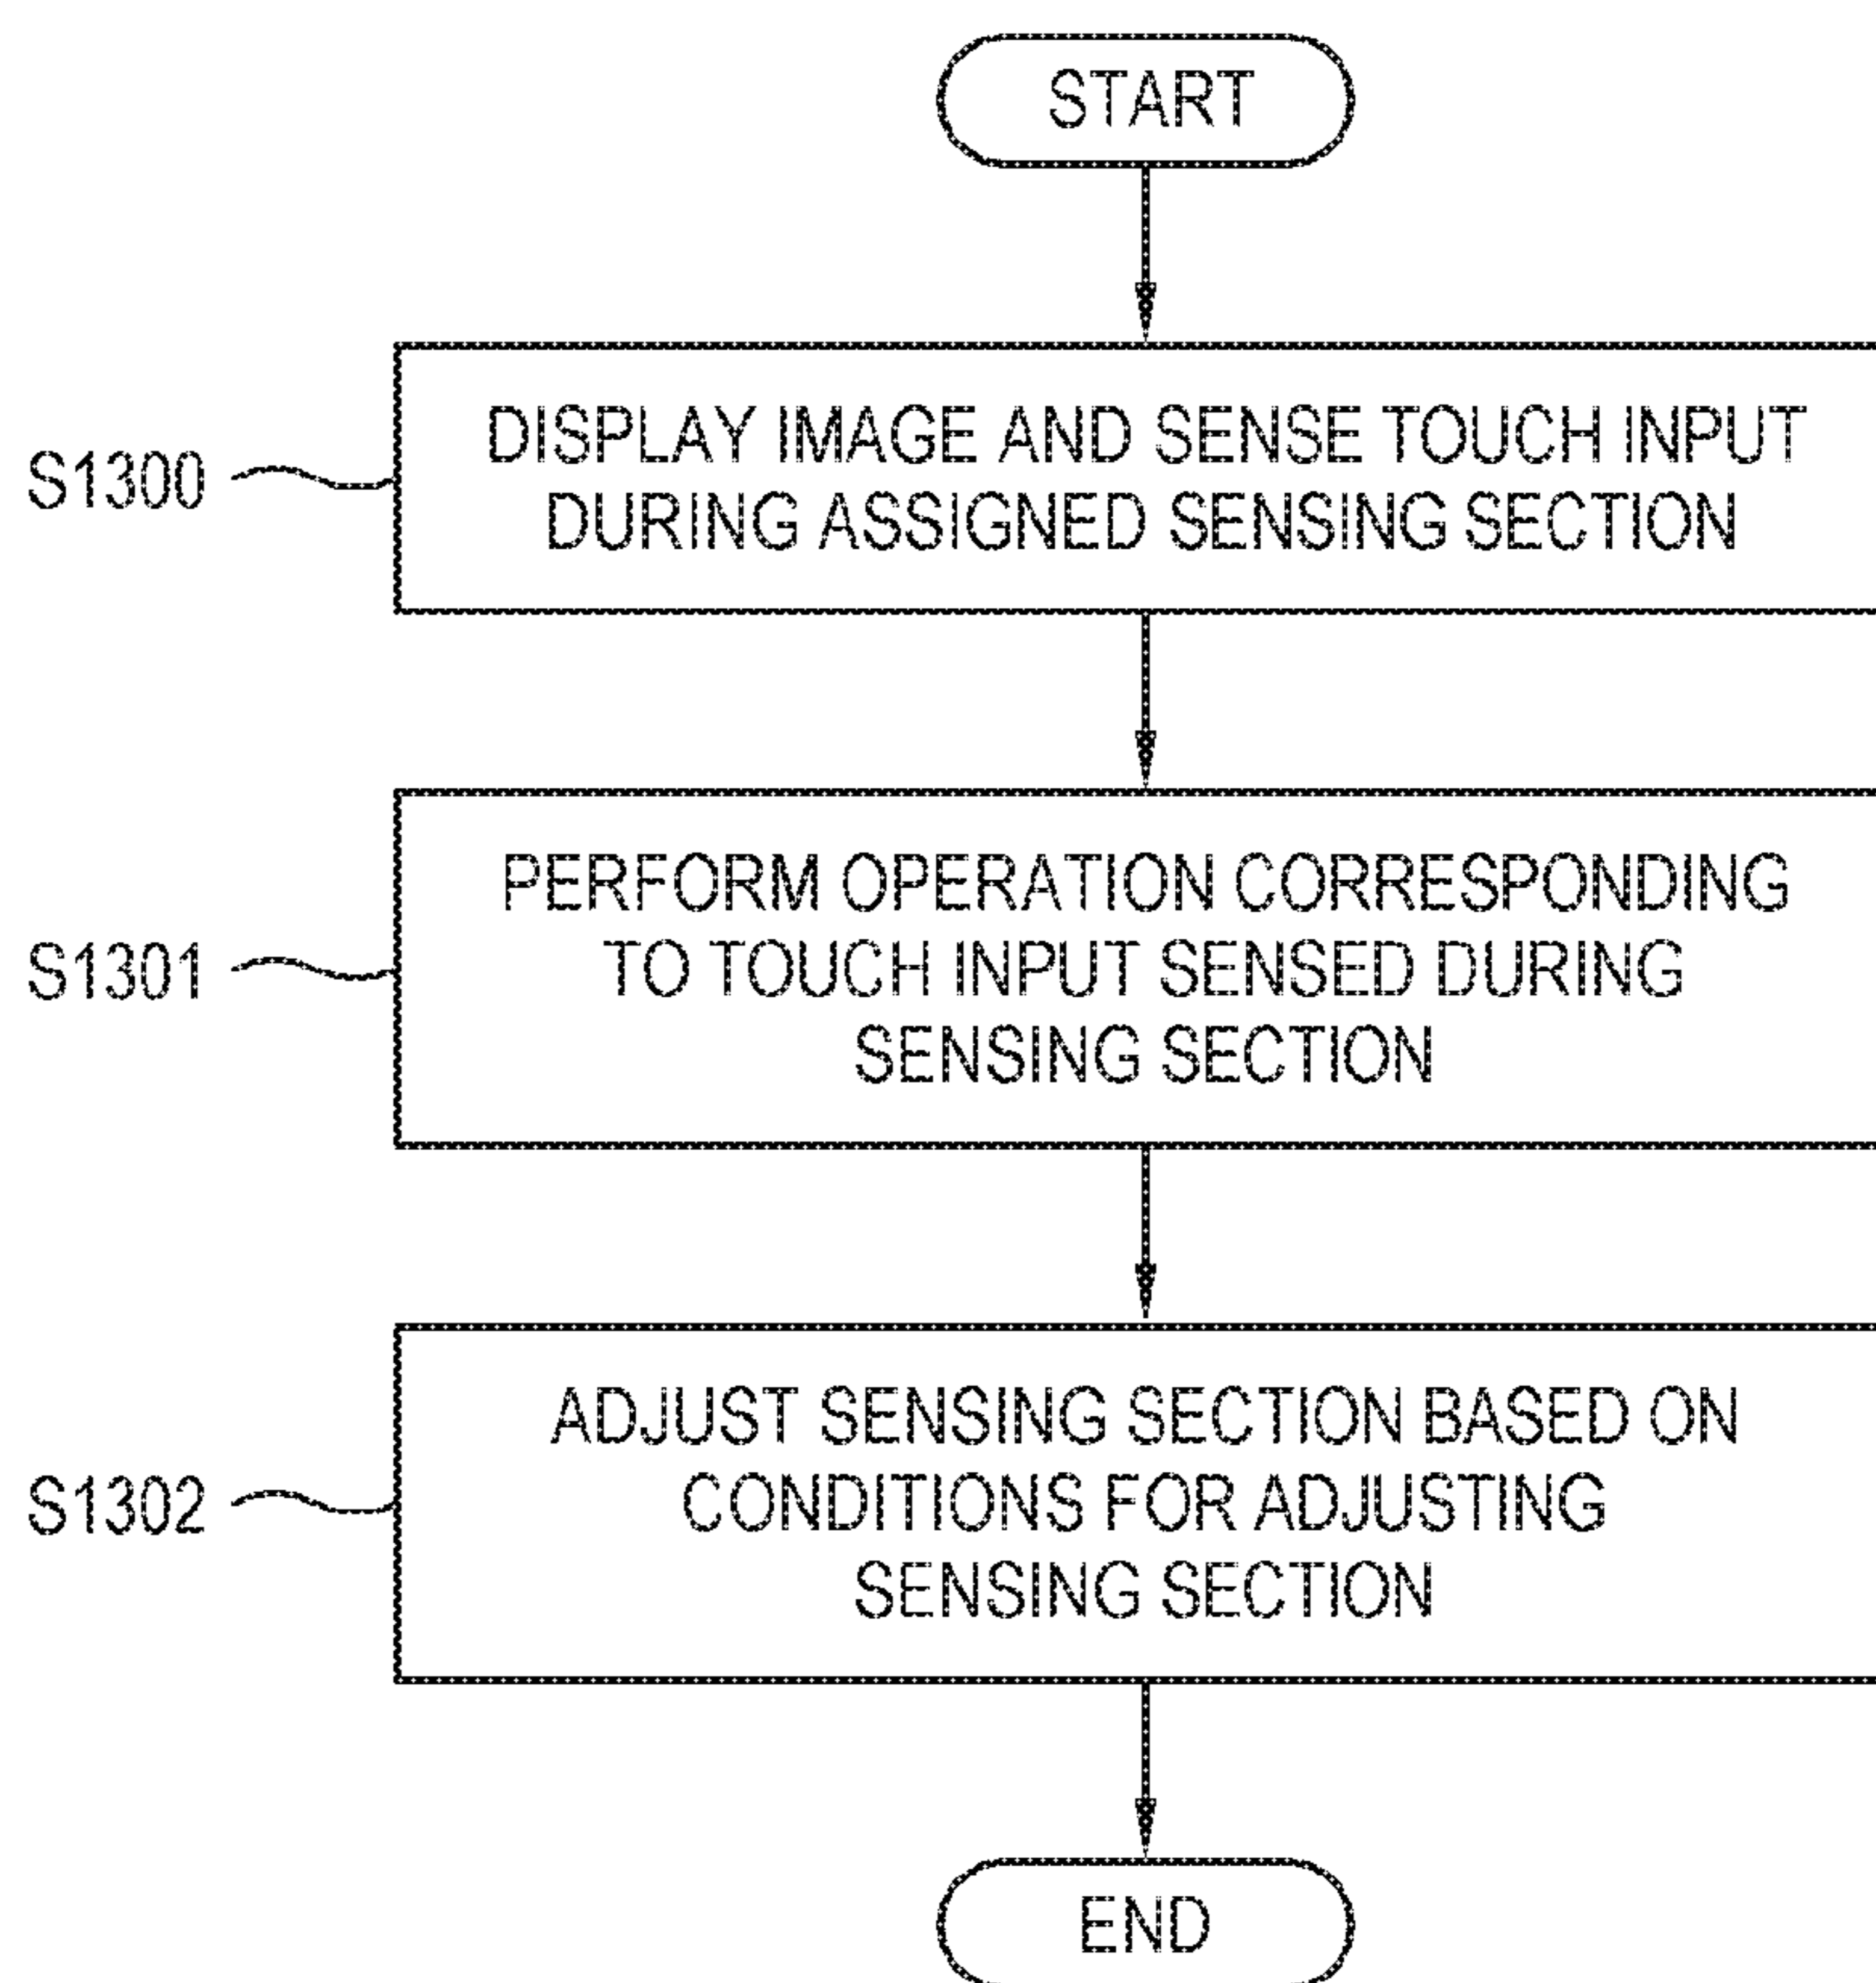 START
S1300
DISPLAY IMAGE AND SENSE TOUCH INPUT
DURING ASSIGNED SENSING SECTION
S1301
PERFORM OPERATION CORRESPONDING
TO TOUCH INPUT SENSED DURING
SENSING SECTION
S1302
ADJUST SENSING SECTION BASED ON
CONDITIONS FOR ADJUSTING
SENSING SECTION
END